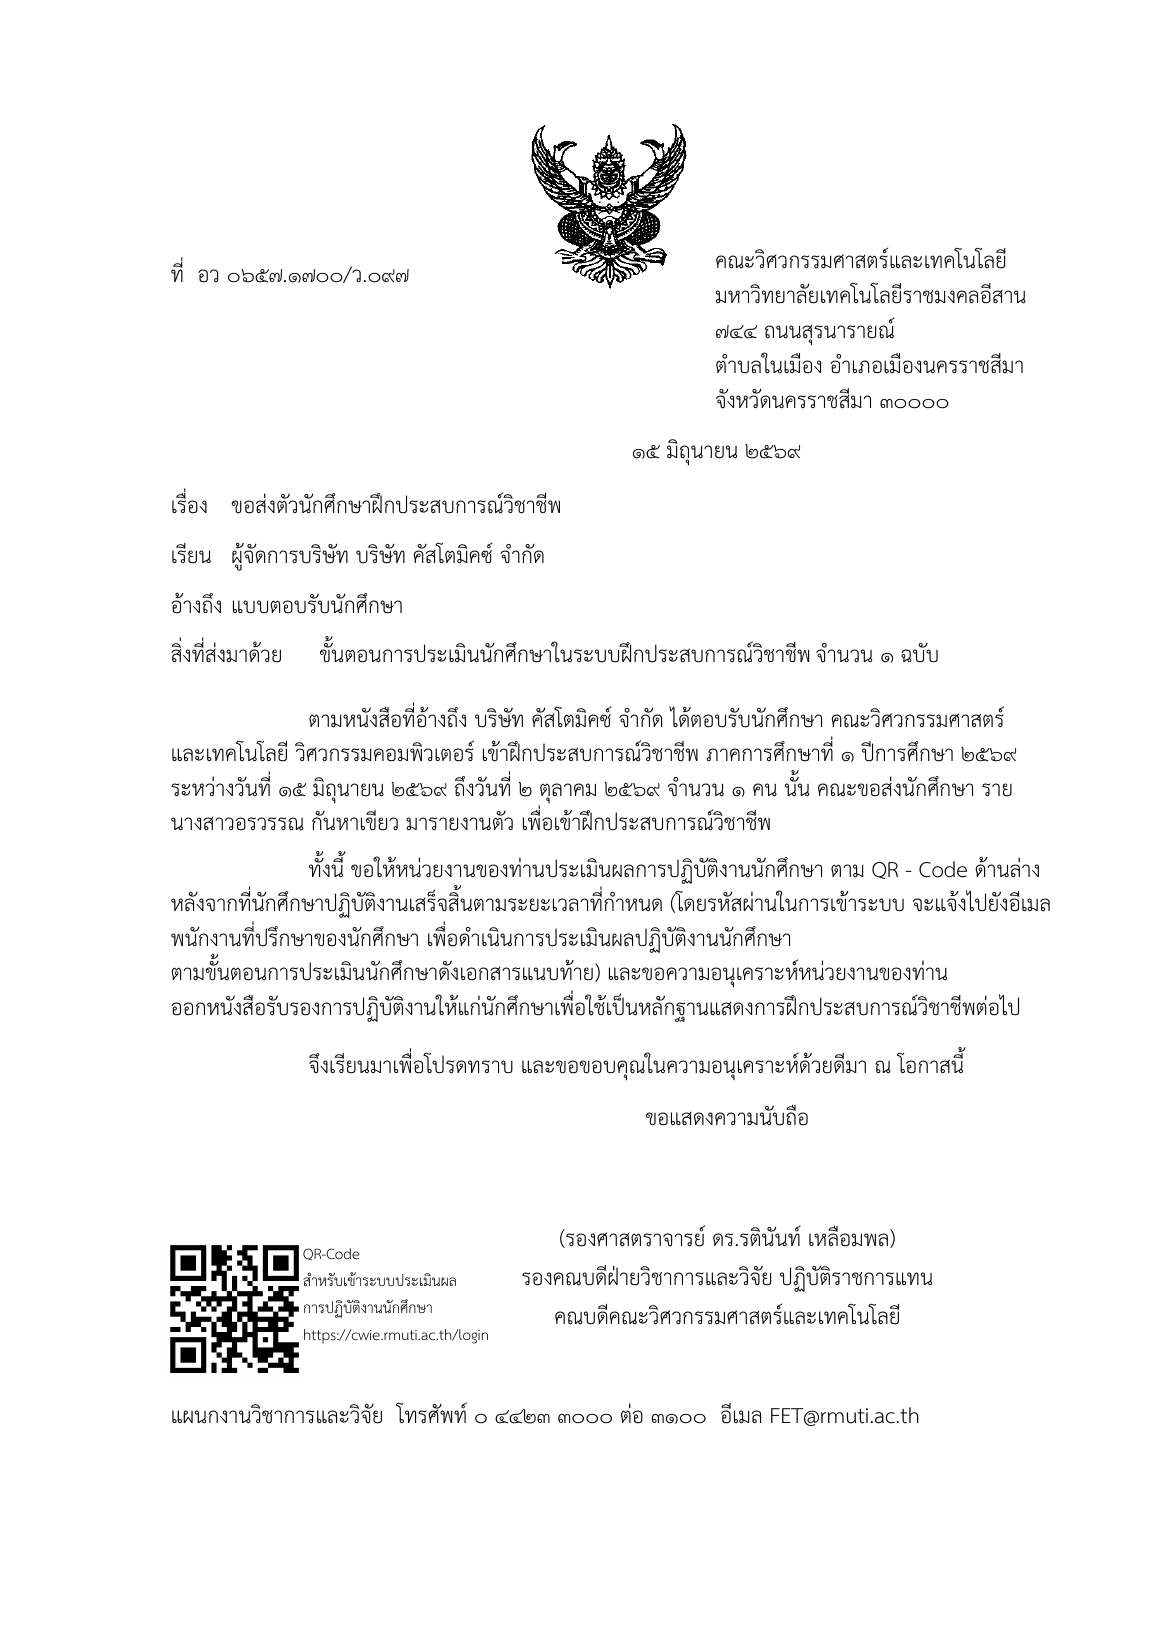 ที่ อว ๐๖๕๗.๑๗๐๐/ว.๐๙๗
คณะวิศวกรรมศาสตร์และเทคโนโลยี
มหาวิทยาลัยเทคโนโลยีราชมงคลอีสาน
๗๔๔ ถนนสุรนารายณ์
ตำบลในเมือง อำเภอเมืองนครราชสีมา
จังหวัดนครราชสีมา ๓๐๐๐๐
๑๕ มิถุนายน ๒๕๖๙
เรื่อง ขอส่งตัวนักศึกษาฝึกประสบการณ์วิชาชีพ
เรียน ผู้จัดการบริษัท บริษัท คัสโตมิคซ์ จำกัด
อ้างถึง แบบตอบรับนักศึกษา
สิ่งที่ส่งมาด้วย ขั้นตอนการประเมินนักศึกษาในระบบฝึกประสบการณ์วิชาชีพ จำนวน ๑ ฉบับ
ตามหนังสือที่อ้างถึง บริษัท คัสโตมิคซ์ จำกัด ได้ตอบรับนักศึกษา คณะวิศวกรรมศาสตร์
และเทคโนโลยี วิศวกรรมคอมพิวเตอร์ เข้าฝึกประสบการณ์วิชาชีพ ภาคการศึกษาที่ ๑ ปีการศึกษา ๒๕๖๙
ระหว่างวันที่ ๑๕ มิถุนายน ๒๕๖๙ ถึงวันที่ ๒ ตุลาคม ๒๕๖๙ จำนวน ๑ คน นั้น คณะขอส่งนักศึกษา ราย
นางสาวอรวรรณ กันหาเขียว มารายงานตัว เพื่อเข้าฝึกประสบการณ์วิชาชีพ
ทั้งนี้ ขอให้หน่วยงานของท่านประเมินผลการปฏิบัติงานนักศึกษา ตาม QR - Code ด้านล่าง
หลังจากที่นักศึกษาปฏิบัติงานเสร็จสิ้นตามระยะเวลาที่กำหนด (โดยรหัสผ่านในการเข้าระบบ จะแจ้งไปยังอีเมล
พนักงานที่ปรึกษาของนักศึกษา เพื่อดำเนินการประเมินผลปฏิบัติงานนักศึกษา
ตามขั้นตอนการประเมินนักศึกษาดังเอกสารแนบท้าย) และขอความอนุเคราะห์หน่วยงานของท่าน
ออกหนังสือรับรองการปฏิบัติงานให้แก่นักศึกษาเพื่อใช้เป็นหลักฐานแสดงการฝึกประสบการณ์วิชาชีพต่อไป
จึงเรียนมาเพื่อโปรดทราบ และขอขอบคุณในความอนุเคราะห์ด้วยดีมา ณ โอกาสนี้
ขอแสดงความนับถือ
(รองศาสตราจารย์ ดร.รตินันท์ เหลือมพล)
รองคณบดีฝ่ายวิชาการและวิจัย ปฏิบัติราชการแทน
คณบดีคณะวิศวกรรมศาสตร์และเทคโนโลยี
QR-Code
สำหรับเข้าระบบประเมินผล
การปฏิบัติงานนักศึกษา
https://cwie.rmuti.ac.th/login
แผนกงานวิชาการและวิจัย โทรศัพท์ ๐ ๔๔๒๓ ๓๐๐๐ ต่อ ๓๑๐๐ อีเมล FET@rmuti.ac.th